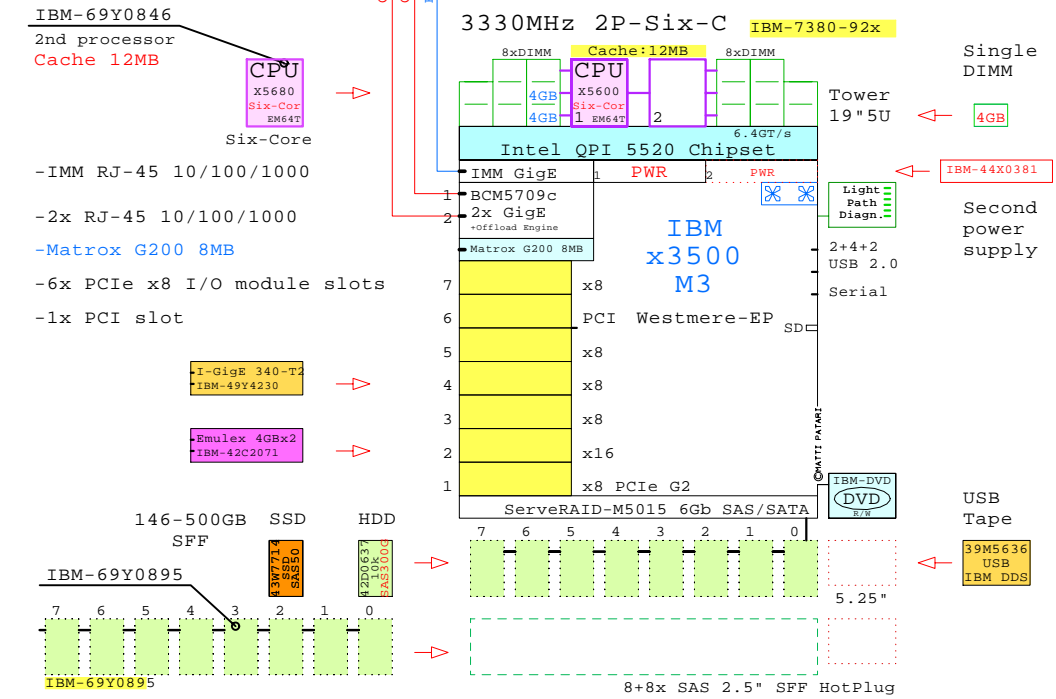 IBM-69Y0846
2nd processor
Cache 12MB
CPU
X5680
Six-Cor
EM64T
Six-Core
3330MHz 2P-Six-C
IBM-7380-92x
8xDIMM
Cache:12MB
8xDIMM
4GB
4GB
CPU
X5600
Six-Cor
1 EM64T
2
6.4GT/s
Intel QPI 5520 Chipset
Single
DIMM
Tower
19"5U
4GB
IMM GigE
1 PWR
2 PWR
IBM-44X0381
1 BCM5709c
2 2x GigE
+Offload Engine
Matrox G200 8MB
Light
Path
Diagn.
Second
power
supply
IBM
x3500
M3
2+4+2
USB 2.0
Serial
-IMM RJ-45 10/100/1000
-2x RJ-45 10/100/1000
-Matrox G200 8MB
-6x PCIe x8 I/O module slots
-1x PCI slot
7 x8
6 PCI Westmere-EP
SD
5 x8
4 x8
3 x8
2 x16
1 x8 PCIe G2
©MATTI PATARI
I-GigE 340-T2
IBM-49Y4230
Emulex 4GBx2
IBM-42C2071
IBM-DVD
DVD
R/W
ServeRAID-M5015 6Gb SAS/SATA
7 6 5 4 3 2 1 0
146-500GB
SFF
SSD
HDD
43W7714
SSD
SAS50
42D0637
10k
SAS300G
USB
Tape
39M5636
USB
IBM DDS
5.25"
IBM-69Y0895
7 6 5 4 3 2 1 0
IBM-69Y0895
8+8x SAS 2.5" SFF HotPlug